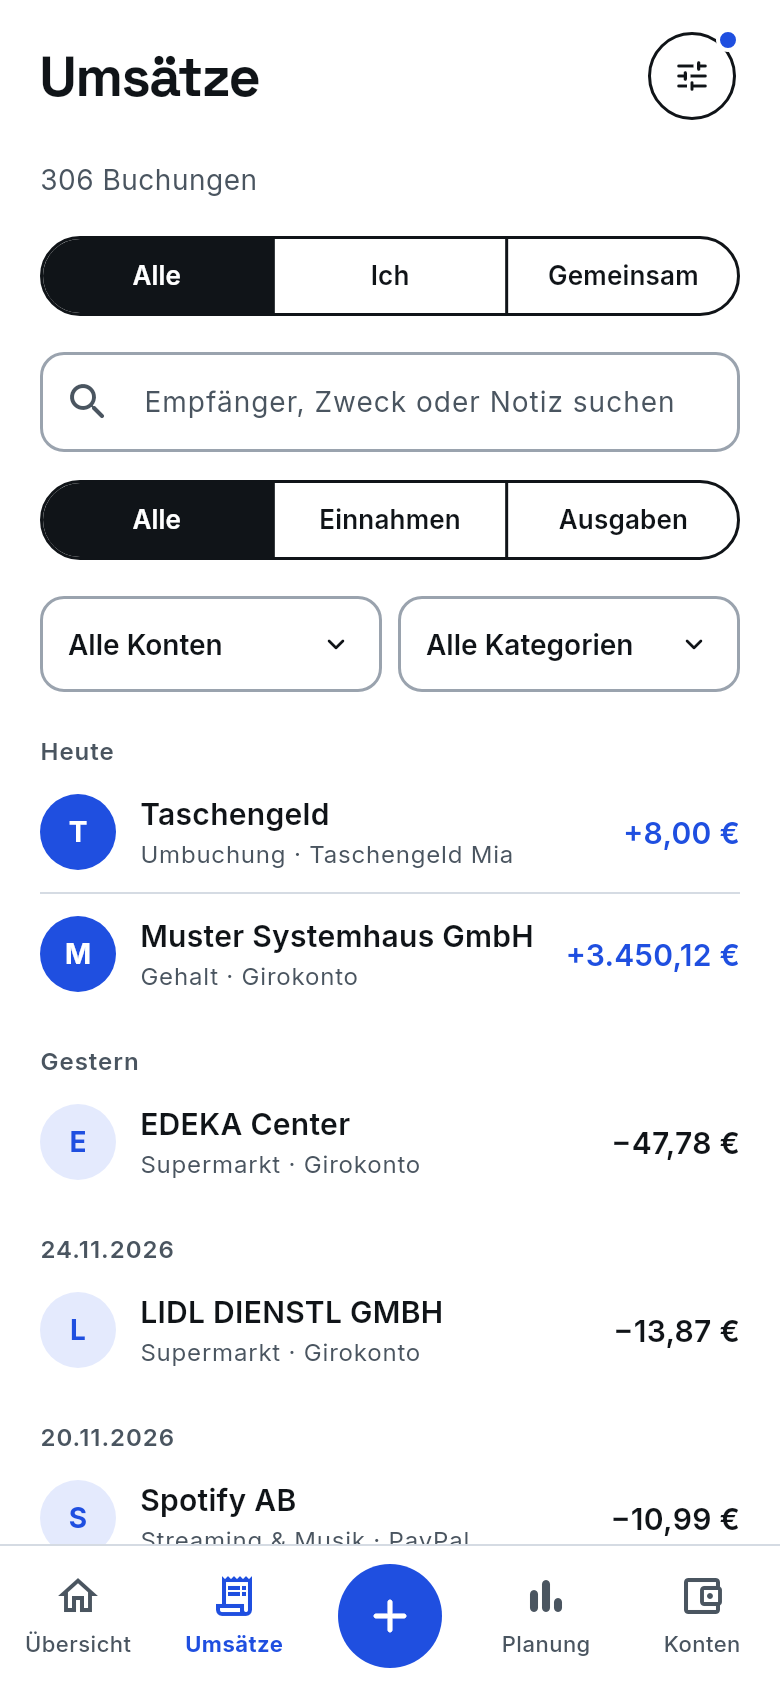 Umsätze
306 Buchungen
Alle Ich Gemeinsam
Empfänger, Zweck oder Notiz suchen
Alle Einnahmen Ausgaben
Alle Konten Alle Kategorien
Heute
T Taschengeld +8,00 €
Umbuchung · Taschengeld Mia
M Muster Systemhaus GmbH +3.450,12 €
Gehalt · Girokonto
Gestern
E EDEKA Center −47,78 €
Supermarkt · Girokonto
24.11.2026
L LIDL DIENSTL GMBH −13,87 €
Supermarkt · Girokonto
20.11.2026
S Spotify AB −10,99 €
Streaming & Musik · PayPal
Übersicht Umsätze Planung Konten